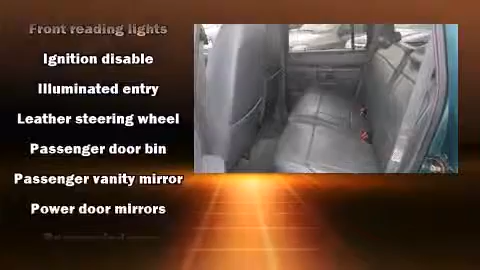 Front reading lights
Ignition disable
Illuminated entry
Leather steering wheel
Passenger door bin
Passenger vanity mirror
Power door mirrors